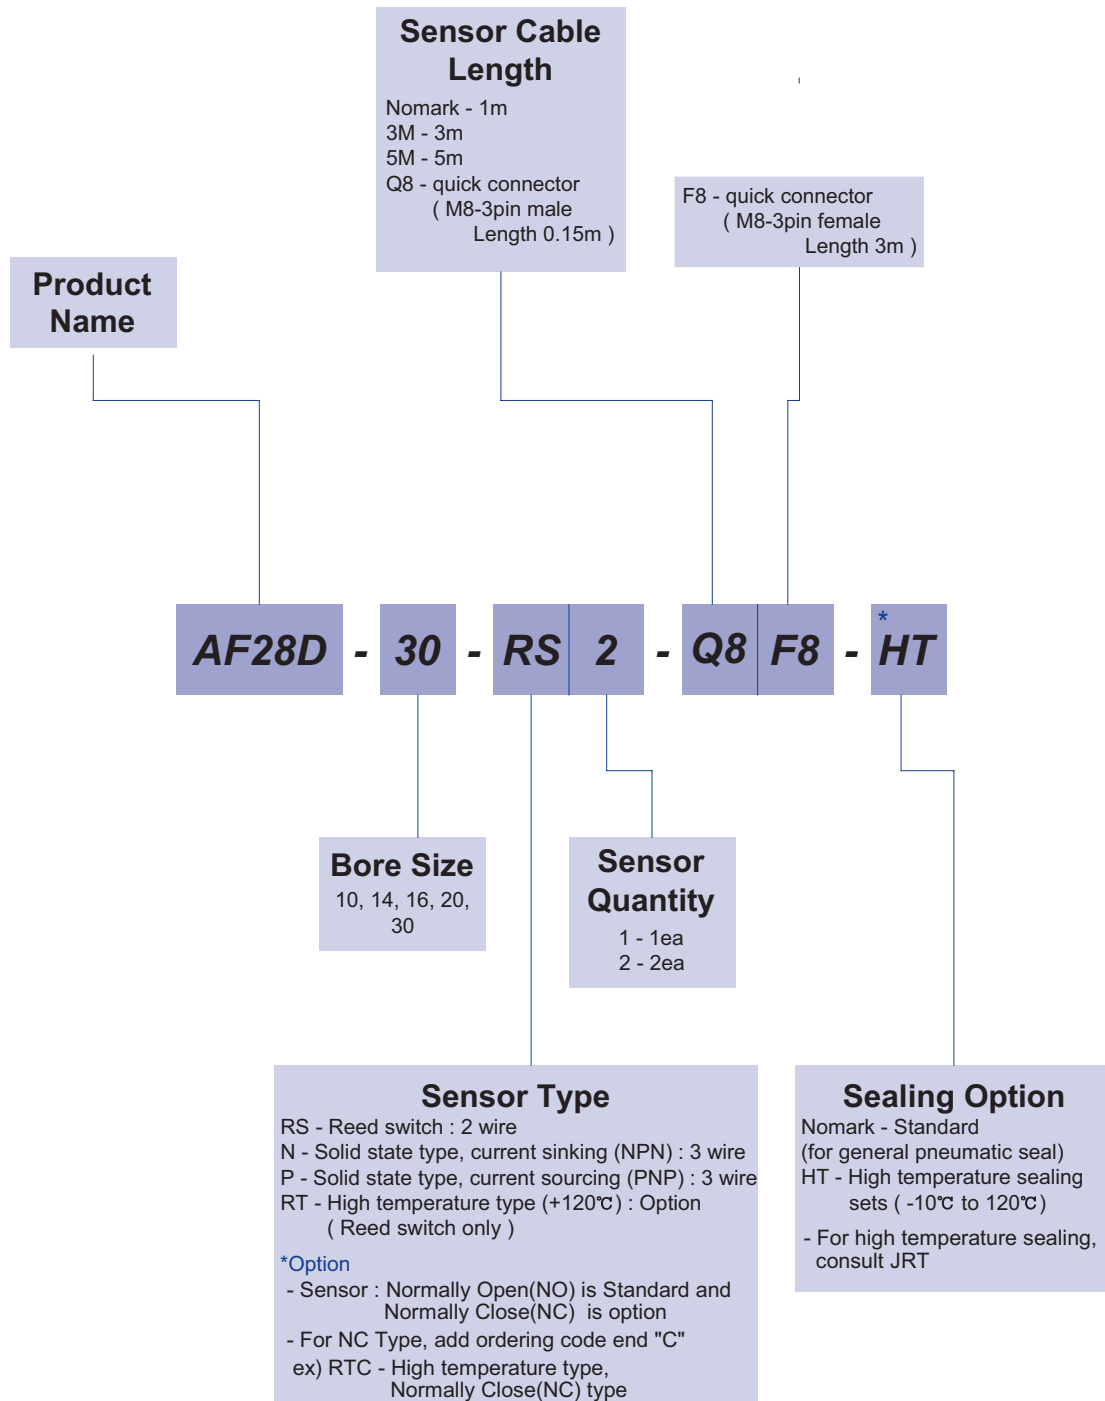 Sensor Cable
Length
Nomark - 1m
3M - 3m
5M - 5m
Q8 - quick connector
( M8-3pin male
Length 0.15m )
F8 - quick connector
( M8-3pin female
Length 3m )
Product
Name
AF28D - 30 - RS 2 - Q8 F8 - *HT
Bore Size
10, 14, 16, 20,
30
Sensor
Quantity
1 - 1ea
2 - 2ea
Sensor Type
RS - Reed switch : 2 wire
N - Solid state type, current sinking (NPN) : 3 wire
P - Solid state type, current sourcing (PNP) : 3 wire
RT - High temperature type (+120℃) : Option
( Reed switch only )
*Option
- Sensor : Normally Open(NO) is Standard and
Normally Close(NC) is option
- For NC Type, add ordering code end "C"
ex) RTC - High temperature type,
Normally Close(NC) type
Sealing Option
Nomark - Standard
(for general pneumatic seal)
HT - High temperature sealing
sets ( -10℃ to 120℃)
- For high temperature sealing,
consult JRT